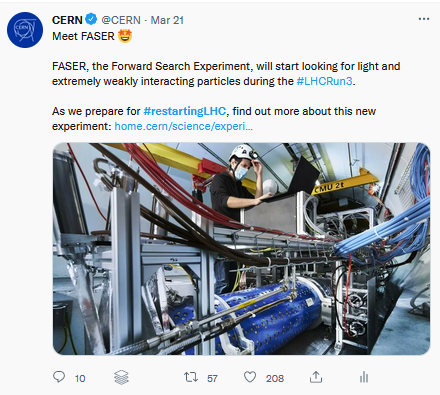 CERN @CERN · Mar 21
Meet FASER 🤩
FASER, the Forward Search Experiment, will start looking for light and
extremely weakly interacting particles during the #LHCRun3.
As we prepare for #restartingLHC, find out more about this new
experiment: home.cern/science/experi...
CMU 2t
10 57 208